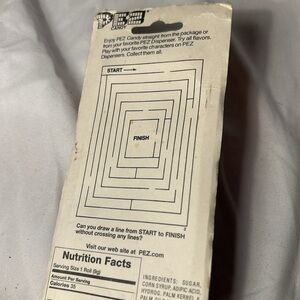 PEZ
CANDY
Enjoy PEZ Candy straight from the package or
from your favorite PEZ Dispenser. Try all flavors.
Play with your favorite characters on PEZ
Dispensers. Collect them all.
START
FINISH
Can you draw a line from START to FINISH
without crossing any lines?
Visit our web site at PEZ.com
Nutrition Facts
Serving Size 1 Roll (8g)
Amount Per Serving
Calories 35
INGREDIENTS: SUGAR,
CORN SYRUP, ADIPIC ACID,
HYDROG. PALM KERNEL &